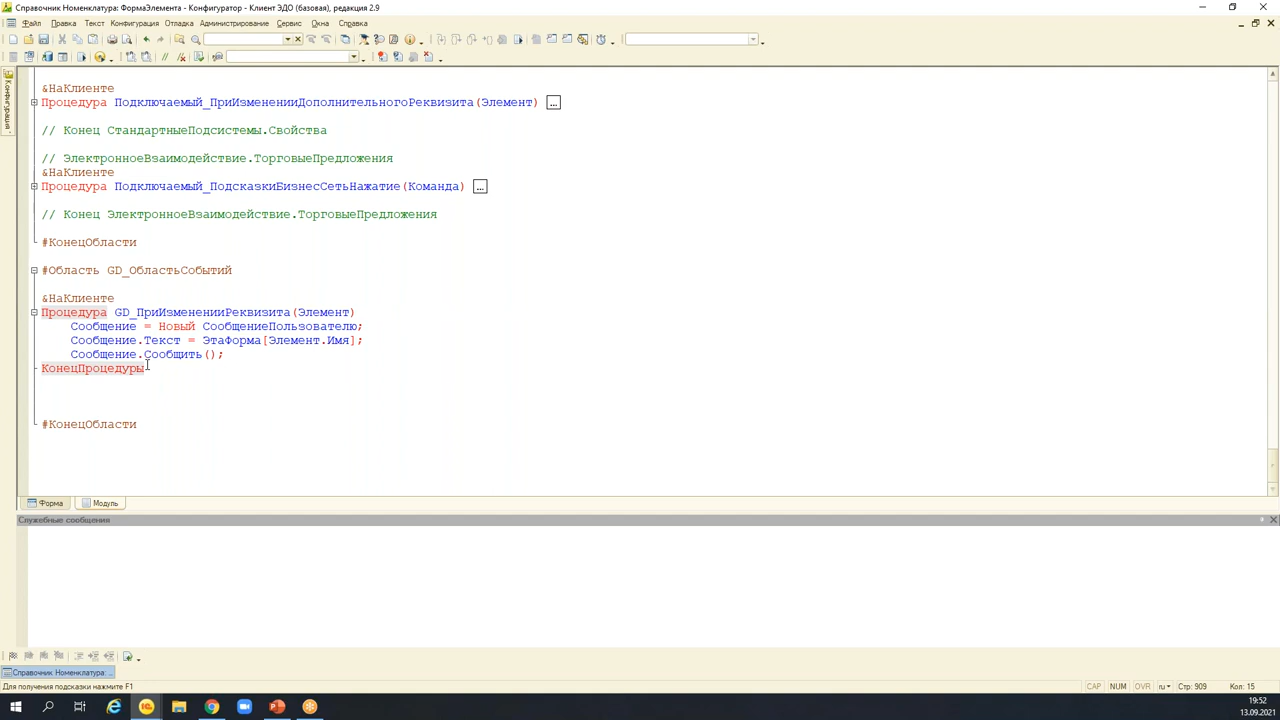 Справочник Номенклатура: ФормаЭлемента - Конфигуратор - Клиент ЭДО (базовая), редакция 2.9
Файл Правка Текст Конфигурация Отладка Администрирование Сервис Окна Справка
Конфигурация
&НаКлиенте
Процедура Подключаемый_ПриИзмененииДополнительногоРеквизита(Элемент) ...
// Конец СтандартныеПодсистемы.Свойства
// ЭлектронноеВзаимодействие.ТорговыеПредложения
&НаКлиенте
Процедура Подключаемый_ПодсказкиБизнесСетьНажатие(Команда) ...
// Конец ЭлектронноеВзаимодействие.ТорговыеПредложения
#КонецОбласти
#Область GD_ОбластьСобытий
&НаКлиенте
Процедура GD_ПриИзмененииРеквизита(Элемент)
Сообщение = Новый СообщениеПользователю;
Сообщение.Текст = ЭтаФорма[Элемент.Имя];
Сообщение.Сообщить();
КонецПроцедуры
#КонецОбласти
Форма Модуль
Служебные сообщения
Справочник Номенклатура: ...
Для получения подсказки нажмите F1
CAP NUM OVR ru Стр: 909 Кол: 15
19:52
13.09.2021